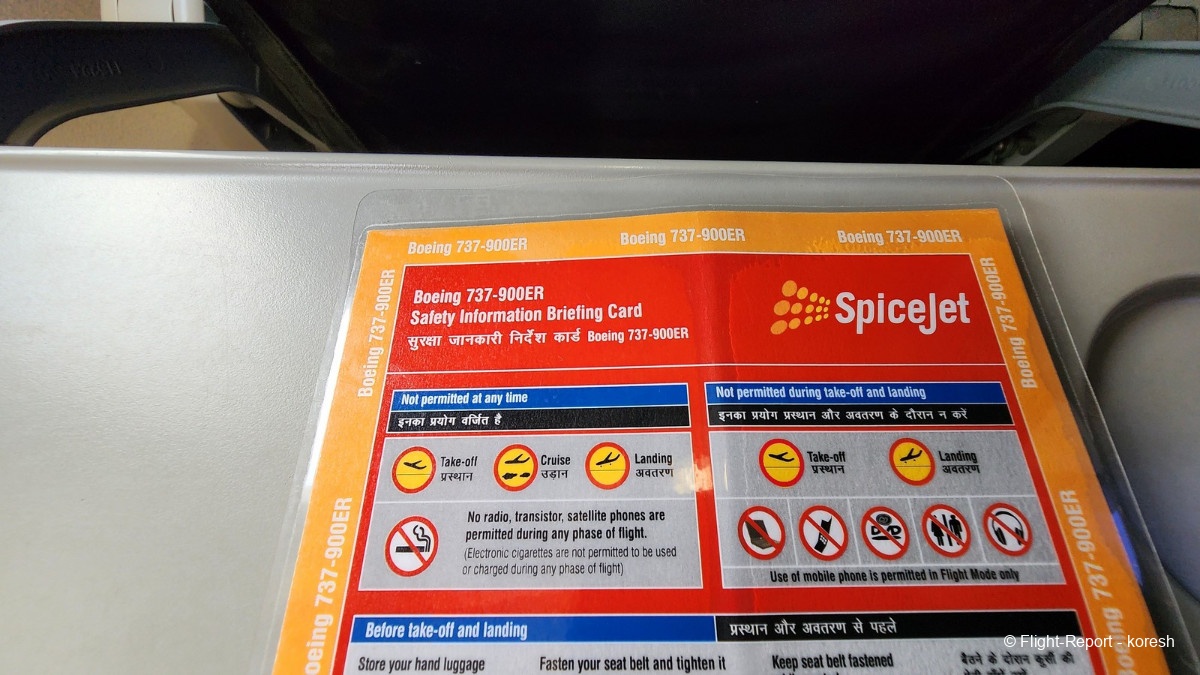 Boeing 737-900ER
Boeing 737-900ER
Boeing 737-900ER
Boeing 737-900ER
Boeing 737-900ER
Boeing 737-900ER
Safety Information Briefing Card
सुरक्षा जानकारी निर्देश कार्ड Boeing 737-900ER
SpiceJet
Not permitted at any time
इनका प्रयोग वर्जित है
Take-off
प्रस्थान
Cruise
उड़ान
Landing
अवतरण
No radio, transistor, satellite phones are
permitted during any phase of flight.
(Electronic cigarettes are not permitted to be used
or charged during any phase of flight)
Not permitted during take-off and landing
इनका प्रयोग प्रस्थान और अवतरण के दौरान न करें
Take-off
प्रस्थान
Landing
अवतरण
DVD
Use of mobile phone is permitted in Flight Mode only
oeing 737-900ER
737-900ER
Before take-off and landing
प्रस्थान और अवतरण से पहले
Store your hand luggage
Fasten your seat belt and tighten it
Keep seat belt fastened
बैठने के दौरान कुर्सी की
© Flight-Report - koresh